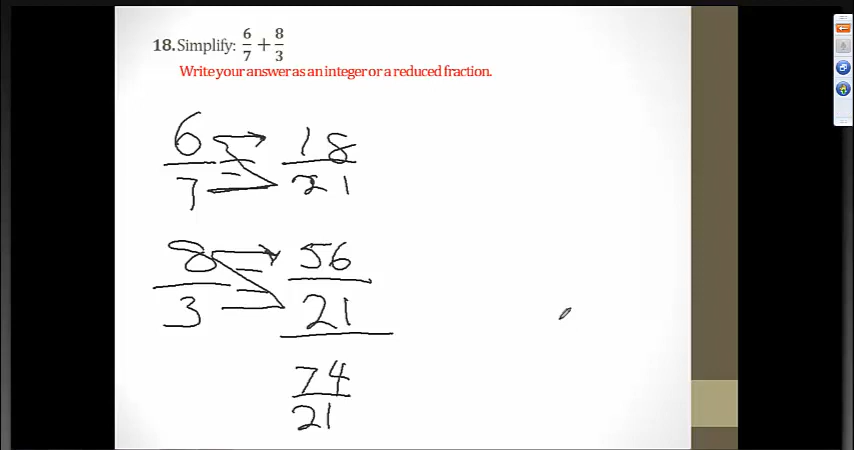 18. Simplify: 6/7 + 8/3
Write your answer as an integer or a reduced fraction.
6/7 = 18/21
8/3 = 56/21
74/21